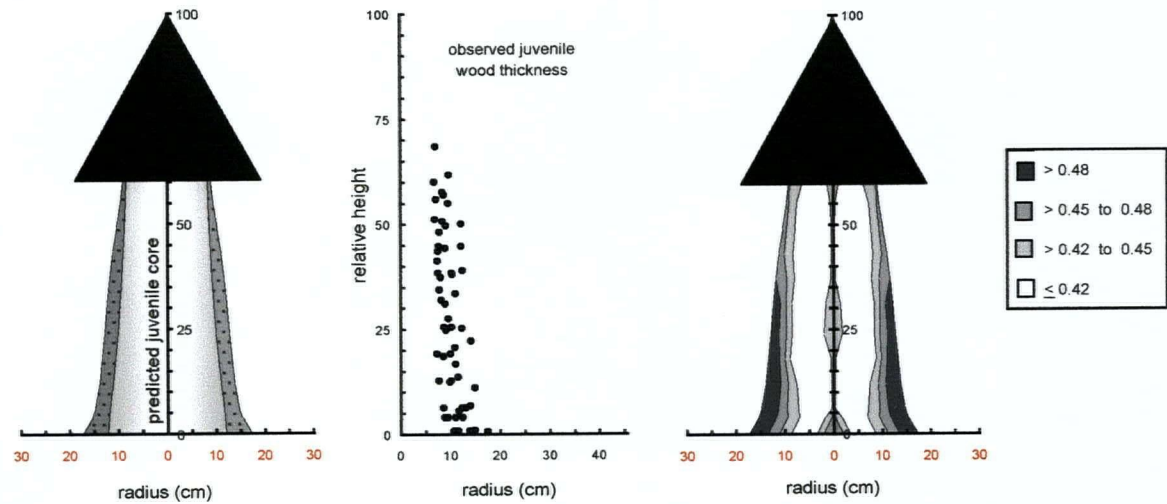 100
50
25
0
predicted juvenile core
30 20 10 0 10 20 30
radius (cm)
observed juvenile
wood thickness
100
75
50
25
0
relative height
0 10 20 30 40
radius (cm)
100
50
25
0
30 20 10 0 10 20 30
radius (cm)
> 0.48
> 0.45 to 0.48
> 0.42 to 0.45
≤ 0.42